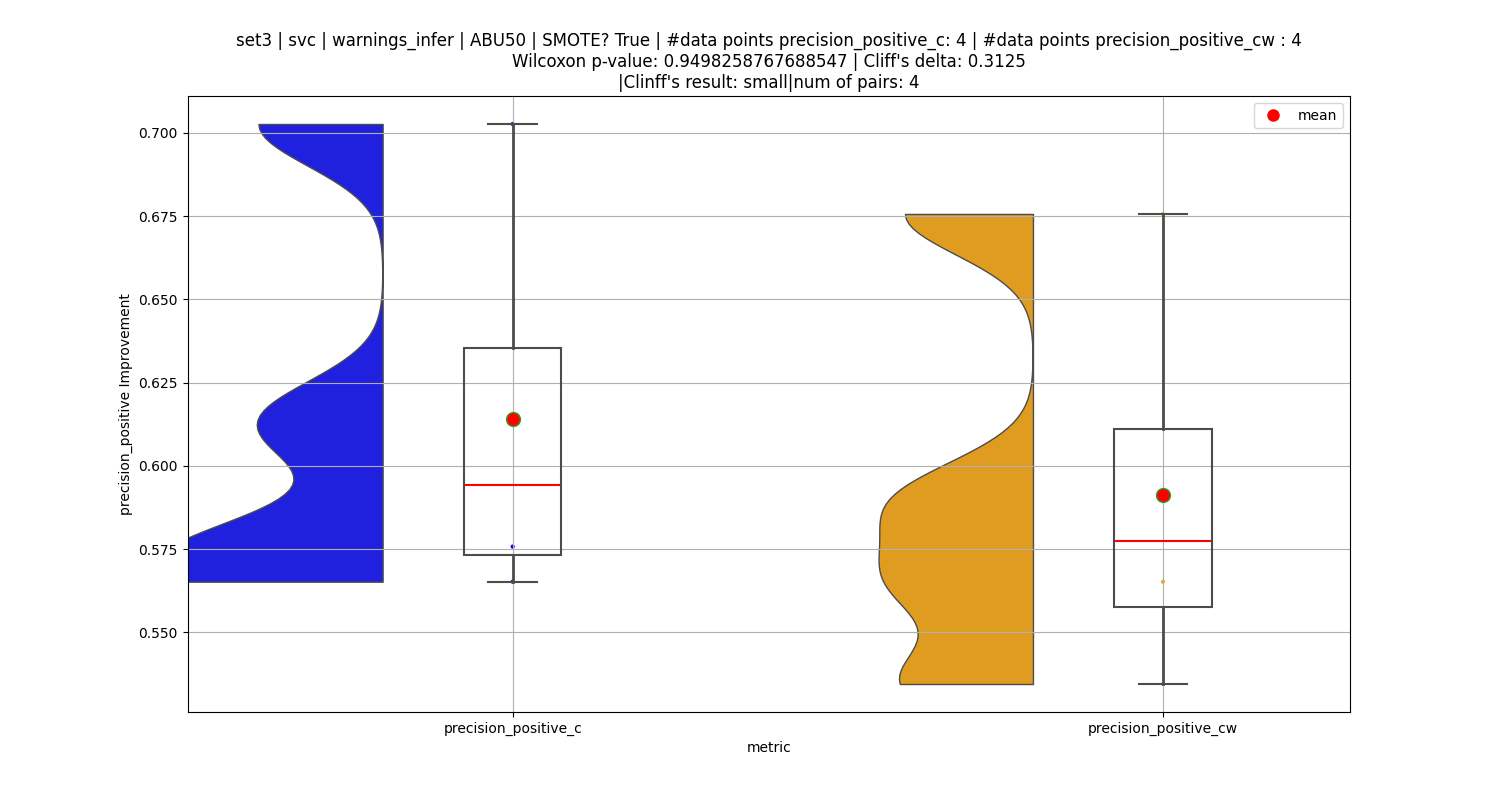 set3 | svc | warnings_infer | ABU50 | SMOTE? True | #data points precision_positive_c: 4 | #data points precision_positive_cw : 4
Wilcoxon p-value: 0.9498258767688547 | Cliff's delta: 0.3125
|Clinff's result: small|num of pairs: 4
mean
0.700
0.675
0.650
0.625
0.600
0.575
0.550
precision_positive Improvement
precision_positive_c
precision_positive_cw
metric